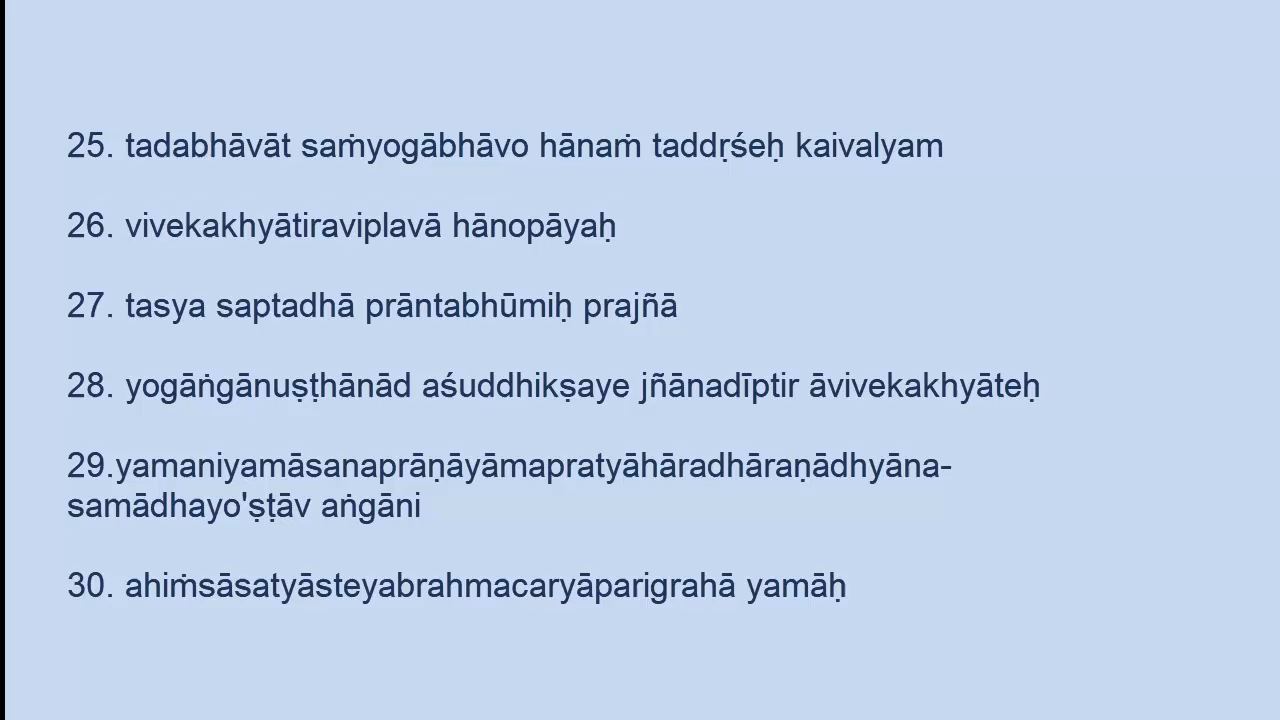 25. tadabhāvāt saṁyogābhāvo hānaṁ taddṛśeḥ kaivalyam
26. vivekakhyātiraviplavā hānopāyaḥ
27. tasya saptadhā prāntabhūmiḥ prajñā
28. yogāṅgānuṣṭhānād aśuddhikṣaye jñānadīptir āvivekakhyāteḥ
29.yamaniyamāsanaprāṇāyāmapratyāhāradhāraṇādhyāna-
samādhayo'ṣṭāv aṅgāni
30. ahiṁsāsatyāsteyabrahmacaryāparigrahā yamāḥ